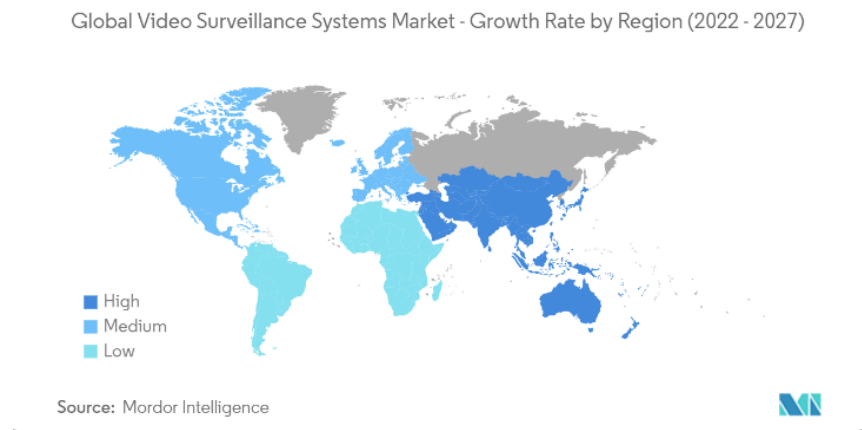 Global Video Surveillance Systems Market - Growth Rate by Region (2022 - 2027)
High
Medium
Low
Source: Mordor Intelligence